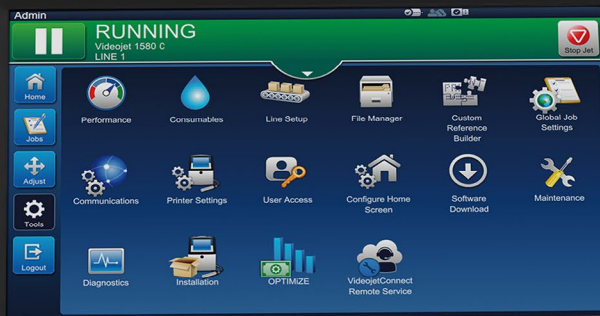 Admin
RUNNING
Videojet 1580 C
LINE 1
Stop Jet
Home
Jobs
Adjust
Tools
Logout
Performance
Consumables
Line Setup
File Manager
Custom
Reference
Builder
Global Job
Settings
Communications
Printer Settings
User Access
Configure Home
Screen
Software
Download
Maintenance
Diagnostics
Installation
OPTIMiZE
VideojetConnect
Remote Service